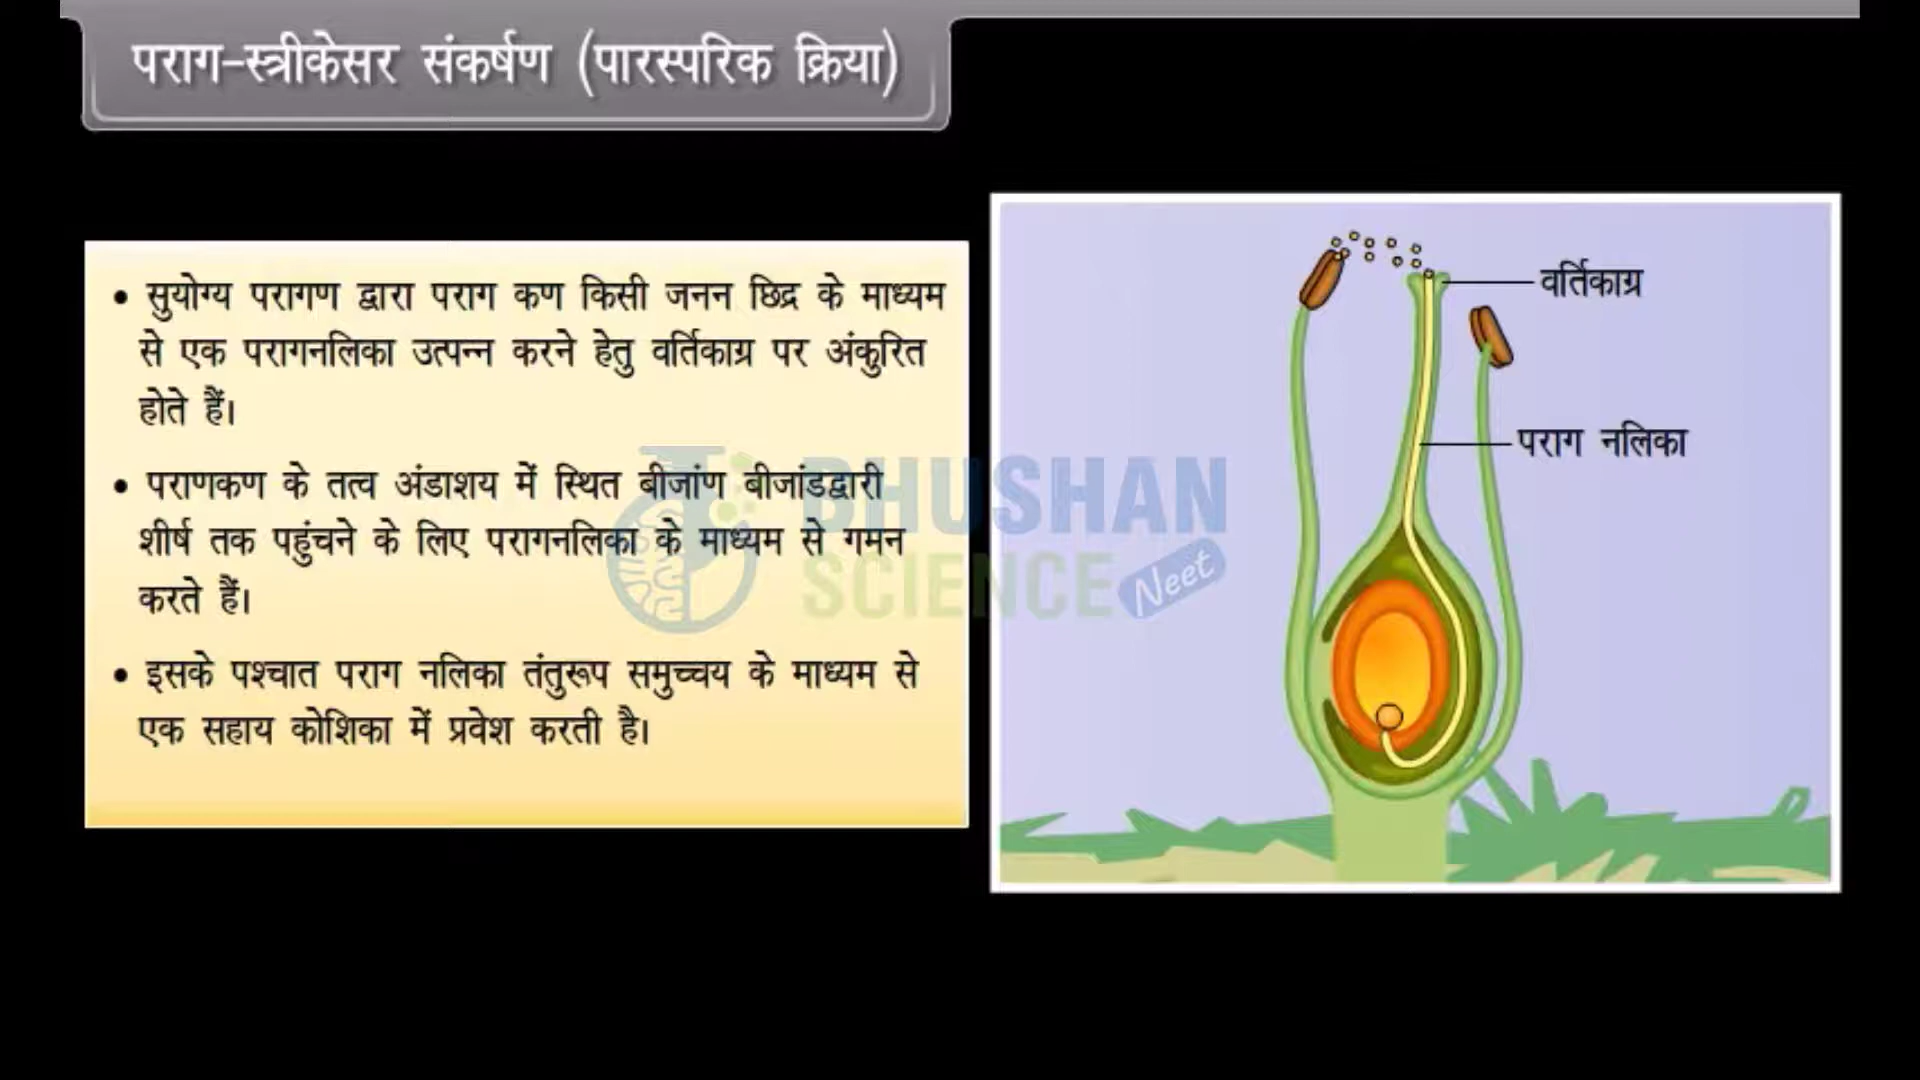 पराग-स्त्रीकेसर संकर्षण (पारस्परिक क्रिया)
• सुयोग्य परागण द्वारा पराग कण किसी जनन छिद्र के माध्यम
से एक परागनलिका उत्पन्न करने हेतु वर्तिकाग्र पर अंकुरित
होते हैं।
• पराणकण के तत्व अंडाशय में स्थित बीजांण बीजांडद्वारी
शीर्ष तक पहुंचने के लिए परागनलिका के माध्यम से गमन
करते हैं।
• इसके पश्चात पराग नलिका तंतुरूप समुच्चय के माध्यम से
एक सहाय कोशिका में प्रवेश करती है।
वर्तिकाग्र
पराग नलिका
BHUSHAN
SCIENCE Neet